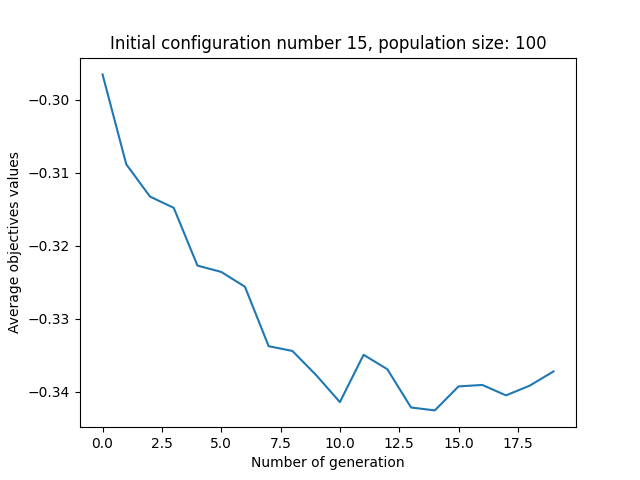 Initial configuration number 15, population size: 100
Average objectives values
−0.30
−0.31
−0.32
−0.33
−0.34
0.0 2.5 5.0 7.5 10.0 12.5 15.0 17.5
Number of generation